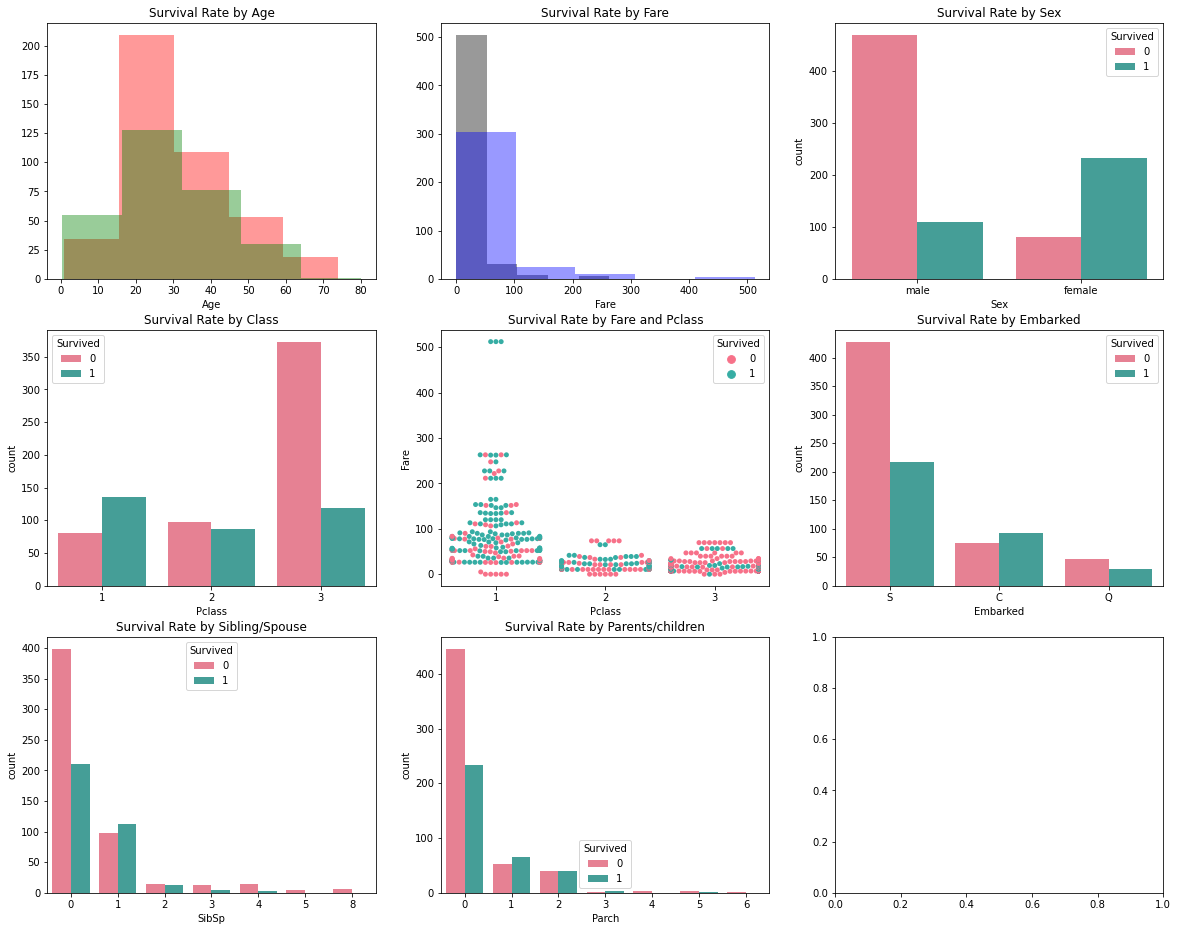 Survival Rate by Age
200
175
150
125
100
75
50
25
0
0 10 20 30 40 50 60 70 80
Age
Survival Rate by Fare
500
400
300
200
100
0
0 100 200 300 400 500
Fare
Survival Rate by Sex
Survived
0
1
400
300
200
100
0
count
male female
Sex
Survival Rate by Class
Survived
0
1
350
300
250
200
150
100
50
0
count
1 2 3
Pclass
Survival Rate by Fare and Pclass
Survived
0
1
500
400
300
200
100
0
Fare
1 2 3
Pclass
Survival Rate by Embarked
Survived
0
1
400
350
300
250
200
150
100
50
0
count
S C Q
Embarked
Survival Rate by Sibling/Spouse
Survived
0
1
400
350
300
250
200
150
100
50
0
count
0 1 2 3 4 5 8
SibSp
Survival Rate by Parents/children
400
300
200
100
0
count
Survived
0
1
0 1 2 3 4 5 6
Parch
1.0
0.8
0.6
0.4
0.2
0.0
0.0 0.2 0.4 0.6 0.8 1.0